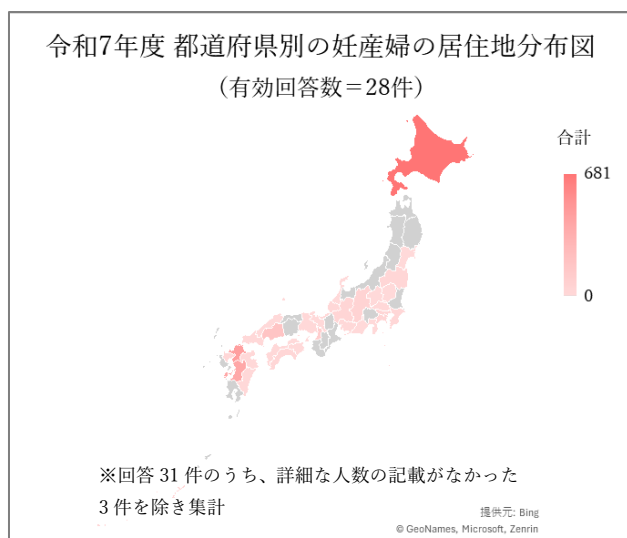 令和7年度 都道府県別の妊産婦の居住地分布図
（有効回答数＝28件）
合計
681
0
※回答 31 件のうち、詳細な人数の記載がなかった
3 件を除き集計
提供元: Bing
© GeoNames, Microsoft, Zenrin